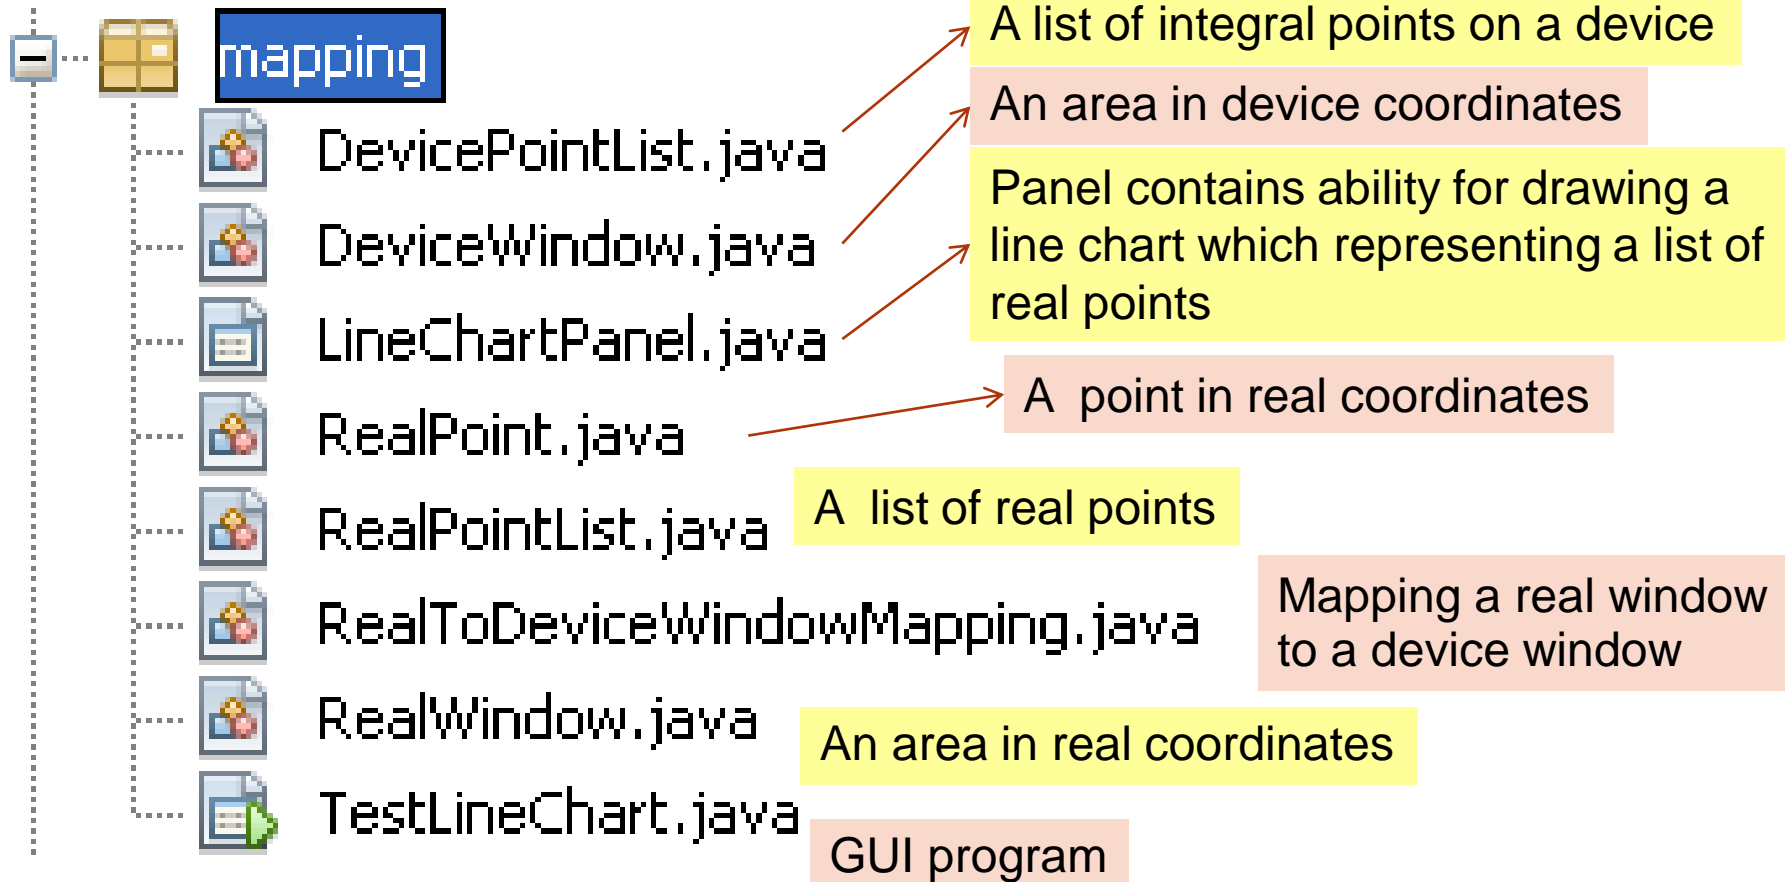 mapping
A list of integral points on a device
DevicePointList.java
An area in device coordinates
DeviceWindow.java
Panel contains ability for drawing a
line chart which representing a list of
real points
LineChartPanel.java
A point in real coordinates
RealPoint.java
A list of real points
RealPointList.java
RealToDeviceWindowMapping.java
Mapping a real window
to a device window
RealWindow.java
An area in real coordinates
TestLineChart.java
GUI program